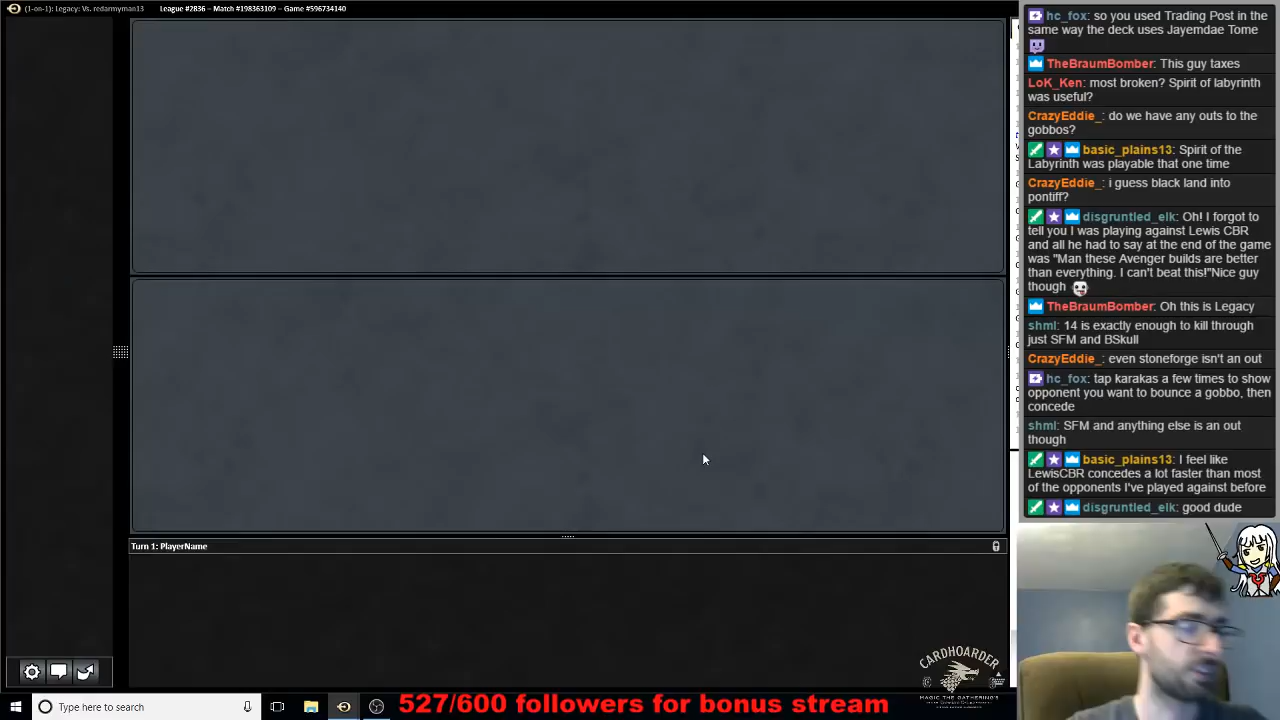 (1-on-1): Legacy: Vs. redarmyman13
League #2836 – Match #198363109 – Game #596734140
Turn 1: PlayerName
CARDHOARDER
Type here to search
527/600 followers for bonus stream
hc_fox: so you used Trading Post in the
same way the deck uses Jayemdae Tome
TheBraumBomber: This guy taxes
LoK_Ken: most broken? Spirit of labyrinth
was useful?
CrazyEddie_: do we have any outs to the
gobbos?
basic_plains13: Spirit of the
Labyrinth was playable that one time
CrazyEddie_: i guess black land into
pontiff?
disgruntled_elk: Oh! I forgot to
tell you I was playing against Lewis CBR
and all he had to say at the end of the game
was "Man these Avenger builds are better
than everything. I can't beat this!"Nice guy
though
TheBraumBomber: Oh this is Legacy
shml: 14 is exactly enough to kill through
just SFM and BSkull
CrazyEddie_: even stoneforge isn't an out
hc_fox: tap karakas a few times to show
opponent you want to bounce a gobbo, then
concede
shml: SFM and anything else is an out
though
basic_plains13: I feel like
LewisCBR concedes a lot faster than most
of the opponents I've played against before
disgruntled_elk: good dude